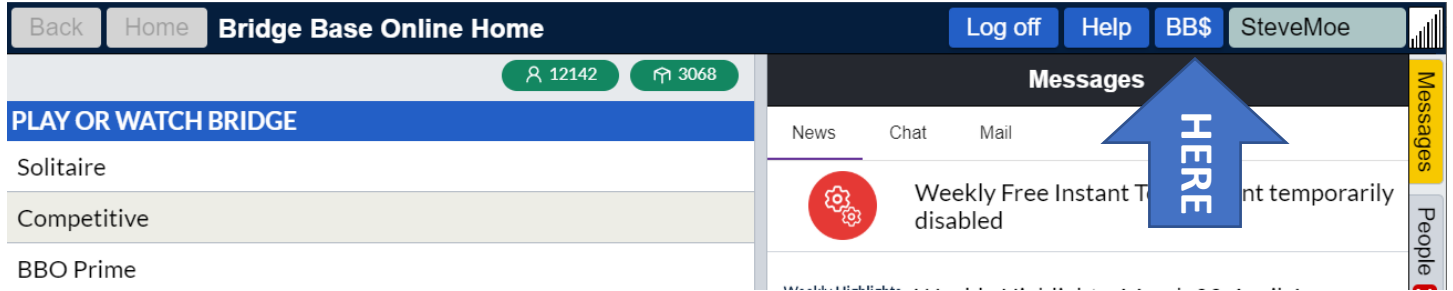 Back Home Bridge Base Online Home Log off Help BB$ SteveMoe
12142 3068
Messages
PLAY OR WATCH BRIDGE
News Chat Mail
HERE
Solitaire
Competitive
BBO Prime
Weekly Free Instant T nt temporarily
disabled
Messages
People